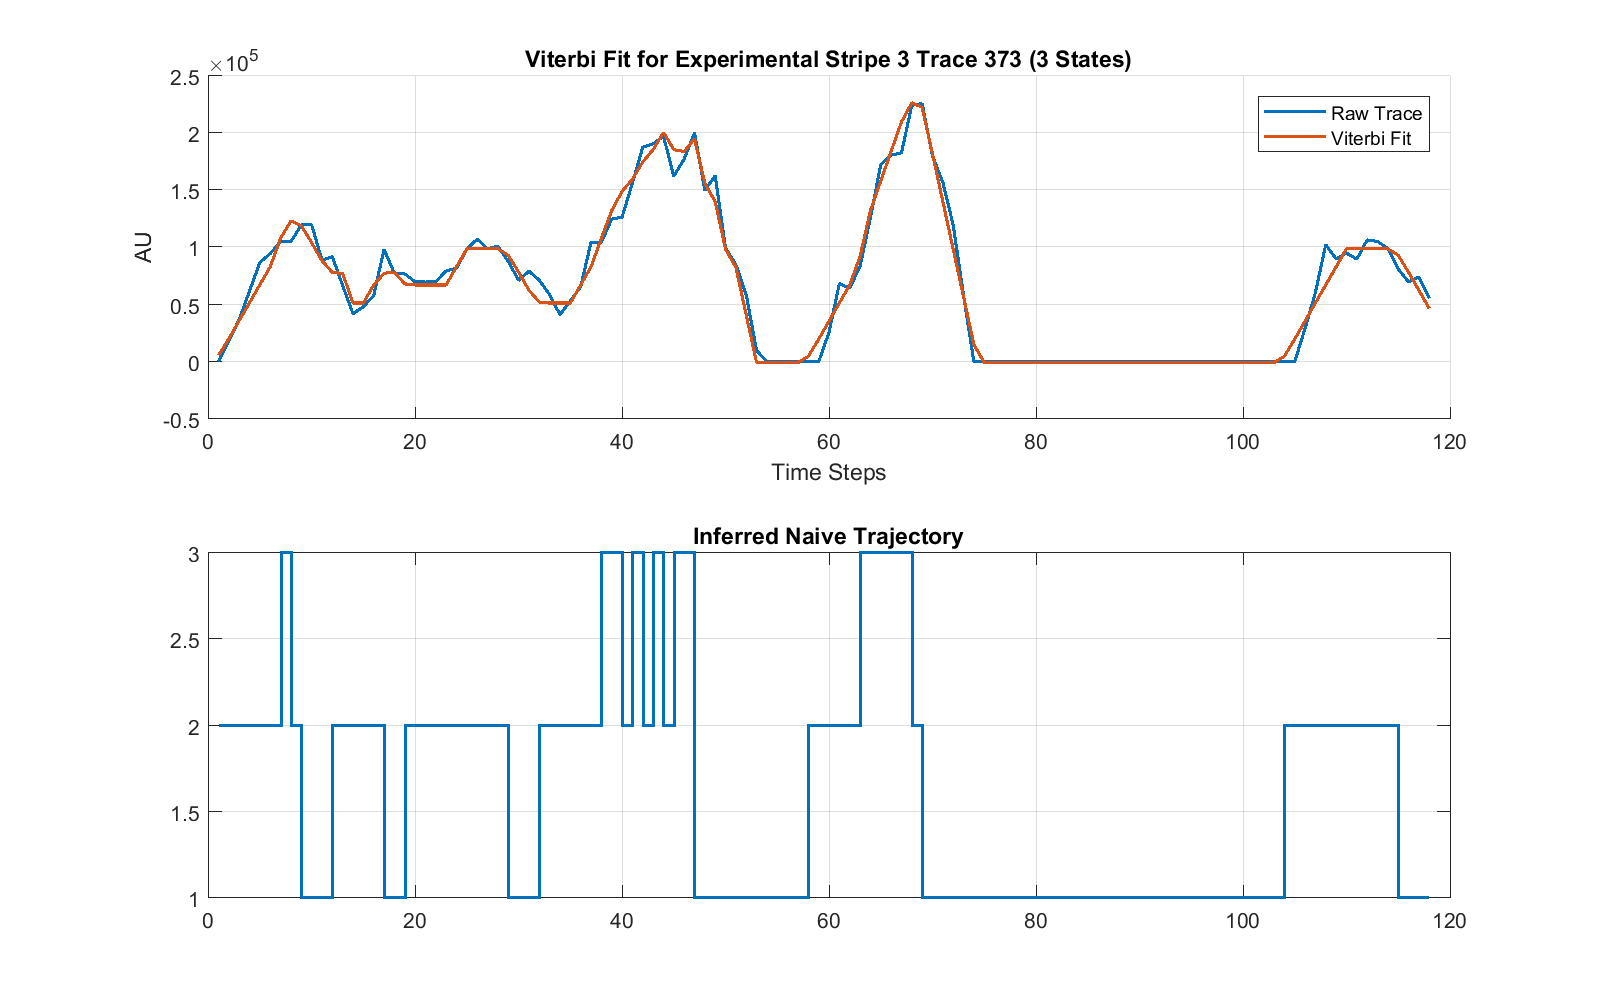 Viterbi Fit for Experimental Stripe 3 Trace 373 (3 States)
×10^5
2.5
2
1.5
1
0.5
0
-0.5
AU
Raw Trace
Viterbi Fit
0 20 40 60 80 100 120
Time Steps
Inferred Naive Trajectory
3
2.5
2
1.5
1
0 20 40 60 80 100 120